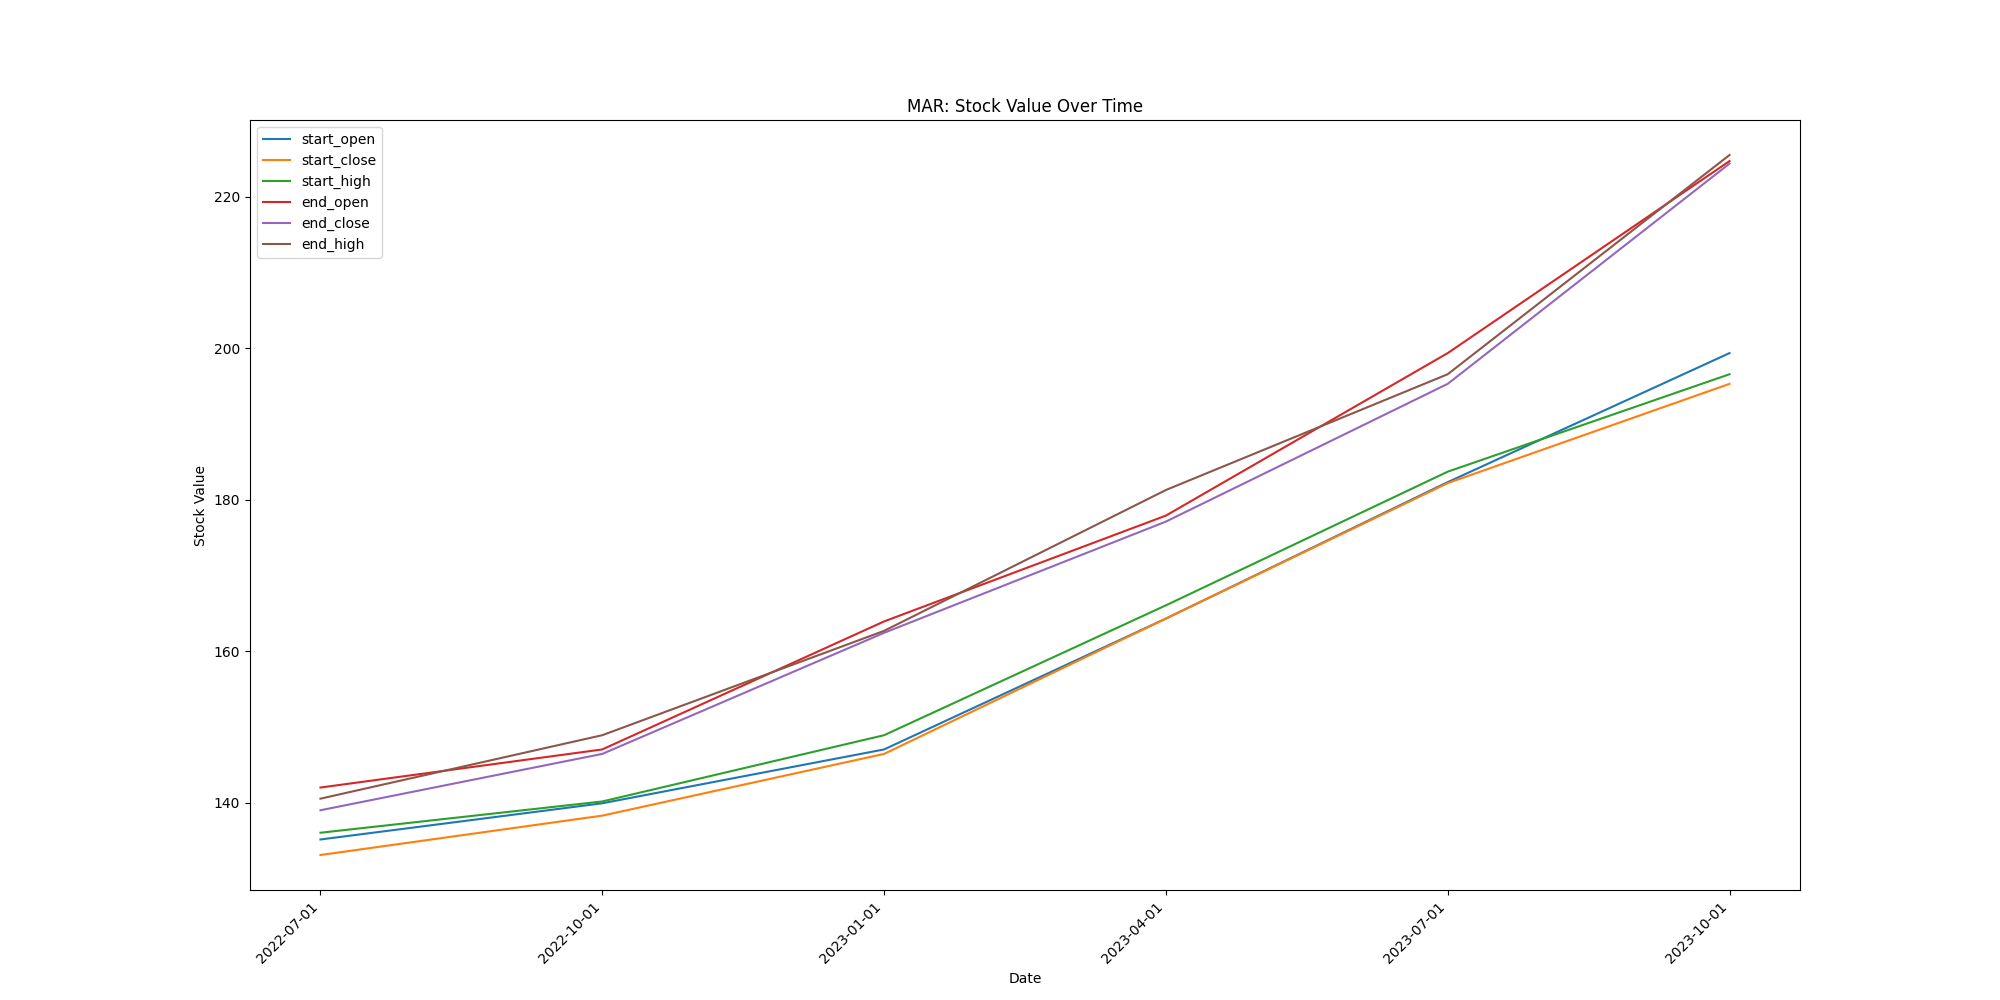 MAR: Stock Value Over Time
start_open
start_close
start_high
end_open
end_close
end_high
220
200
180
160
140
Stock Value
2022-07-01
2022-10-01
2023-01-01
2023-04-01
2023-07-01
2023-10-01
Date